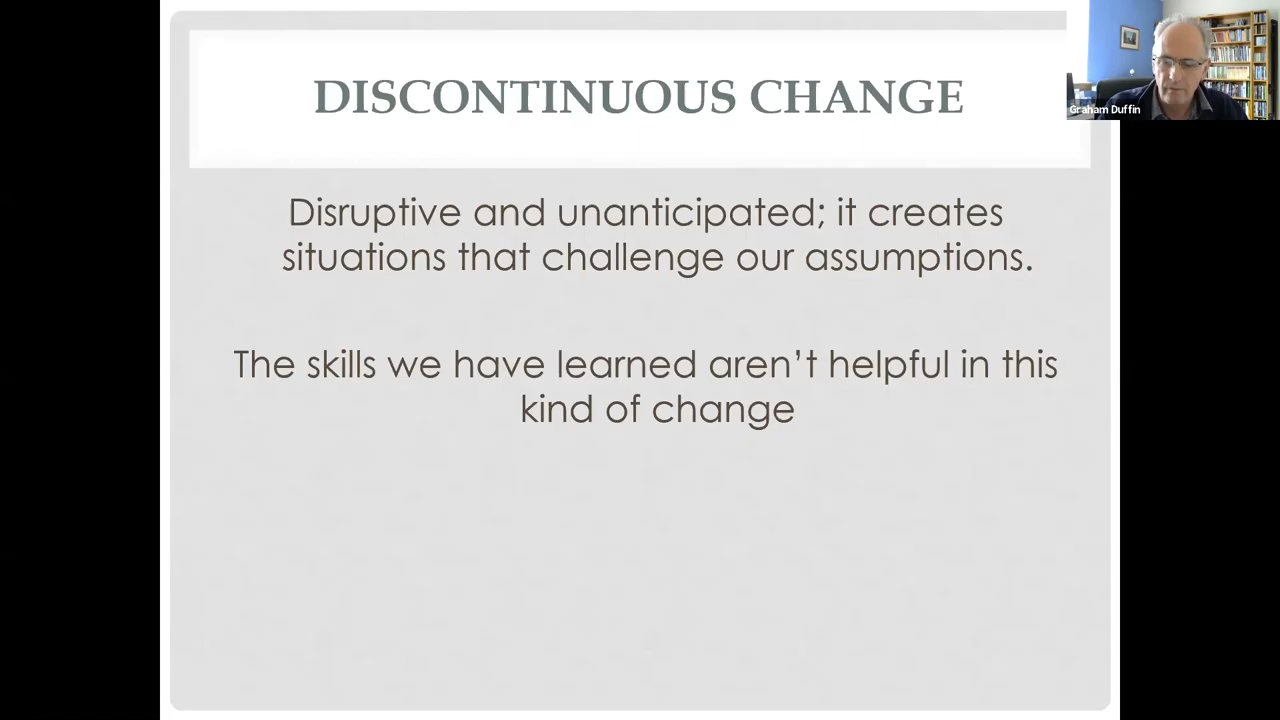 DISCONTINUOUS CHANGE
Graham Duffin
Disruptive and unanticipated; it creates
situations that challenge our assumptions.
The skills we have learned aren’t helpful in this
kind of change